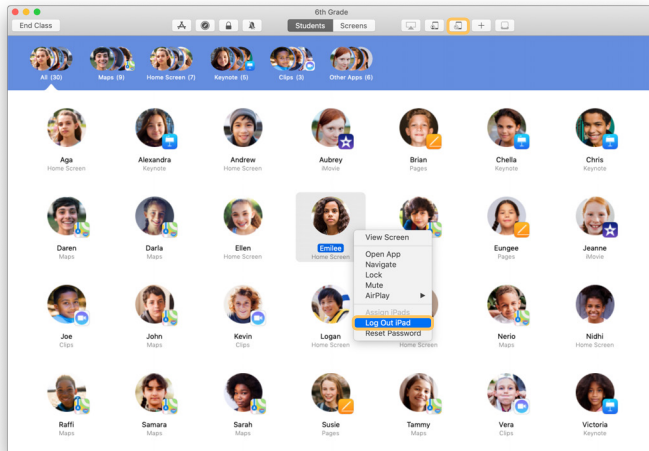 6th Grade
End Class
Students Screens
All (30) Maps (9) Home Screen (7) Keynote (5) Clips (3) Other Apps (6)
Aga Alexandra Andrew Aubrey Brian Chella Chris
Home Screen Keynote Home Screen iMovie Pages Keynote Keynote
Daren Darla Ellen Emilee Eungee Jeanne
Maps Maps Home Screen Home Screen Pages iMovie
View Screen
Open App
Navigate
Lock
Mute
AirPlay
Assign iPads
Log Out iPad
Reset Password
Joe John Kevin Logan Nerio Nidhi
Clips Maps Clips Home Screen Home Screen Maps Home Screen
Raffi Samara Sarah Susie Tammy Vera Victoria
Maps Maps Maps Pages Maps Clips Keynote